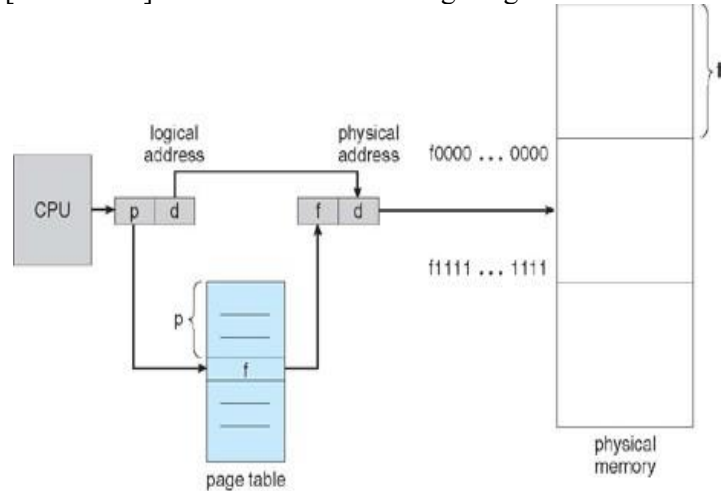 logical
address
physical
address
f0000 ... 0000
f
CPU
p d
f d
f1111 ... 1111
p
f
page table
physical
memory